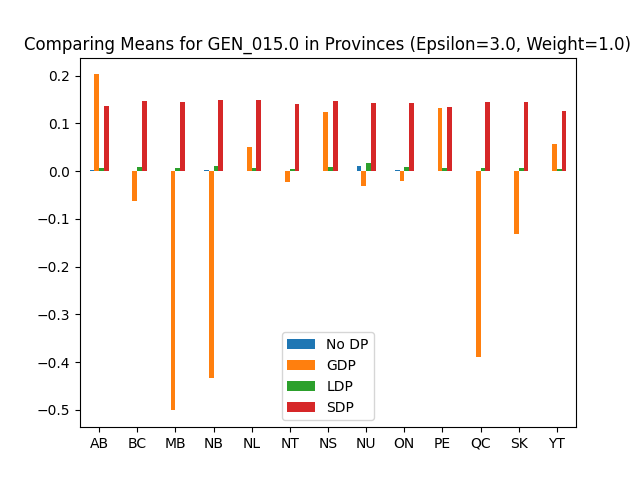 Comparing Means for GEN_015.0 in Provinces (Epsilon=3.0, Weight=1.0)
0.2
0.1
0.0
−0.1
−0.2
−0.3
−0.4
−0.5
No DP
GDP
LDP
SDP
AB BC MB NB NL NT NS NU ON PE QC SK YT